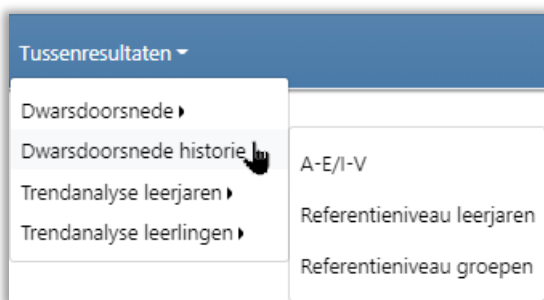 Tussenresultaten
Dwarsdoorsnede
Dwarsdoorsnede historie
Trendanalyse leerjaren
Trendanalyse leerlingen
A-E/I-V
Referentieniveau leerjaren
Referentieniveau groepen